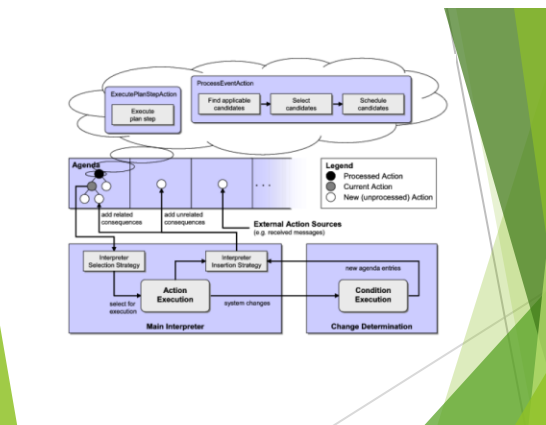 ProcessEventAction
ExecutePlanStepAction
Execute
plan step
Find applicable
candidates
Select
candidates
Schedule
candidates
Agenda
. . .
Legend
Processed Action
Current Action
New (unprocessed) Action
add related
consequences
add unrelated
consequences
External Action Sources
(e.g. received messages)
Interpreter
Selection Strategy
Interpreter
Insertion Strategy
new agenda entries
Action
Execution
Condition
Execution
select for
execution
system changes
Main Interpreter
Change Determination